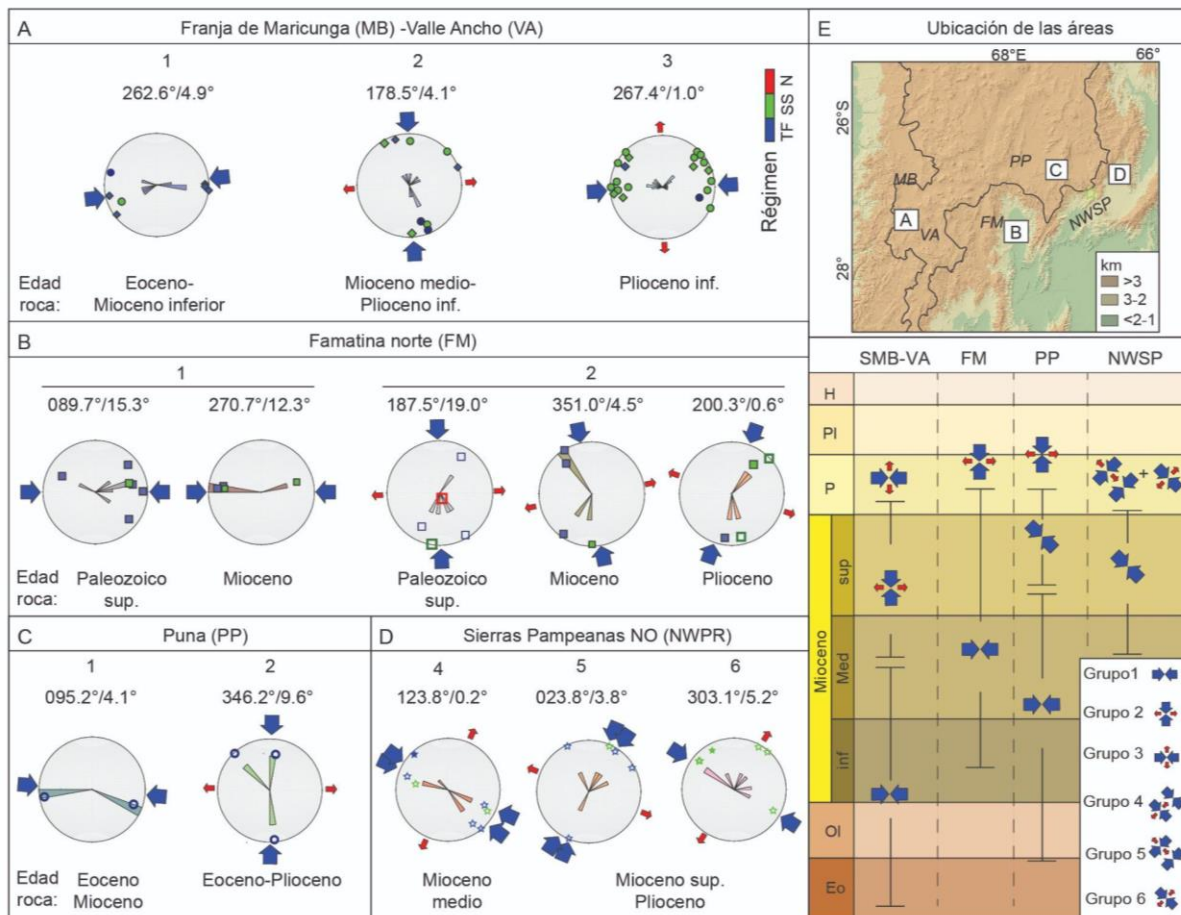 A
Franja de Maricunga (MB) -Valle Ancho (VA)
1
2
3
262.6°/4.9°
178.5°/4.1°
267.4°/1.0°
TF SS N
Régimen
Edad
roca:
Eoceno-
Mioceno inferior
Mioceno medio-
Plioceno inf.
Plioceno inf.
B
Famatina norte (FM)
1
2
089.7°/15.3°
270.7°/12.3°
187.5°/19.0°
351.0°/4.5°
200.3°/0.6°
Edad
roca:
Paleozoico
sup.
Mioceno
Paleozoico
sup.
Mioceno
Plioceno
C
Puna (PP)
1
2
095.2°/4.1°
346.2°/9.6°
Edad
roca:
Eoceno
Mioceno
Eoceno-Plioceno
D
Sierras Pampeanas NO (NWPR)
4
5
6
123.8°/0.2°
023.8°/3.8°
303.1°/5.2°
Mioceno
medio
Mioceno sup.
Plioceno
E
Ubicación de las áreas
68°E
66°
26°S
28°
MB
PP
C
D
A
VA
FM
B
NWSP
km
>3
3-2
<2-1
SMB-VA
FM
PP
NWSP
H
Pl
P
+
Mioceno
sup
Med
inf
Ol
Eo
Grupo1
Grupo 2
Grupo 3
Grupo 4
Grupo 5
Grupo 6